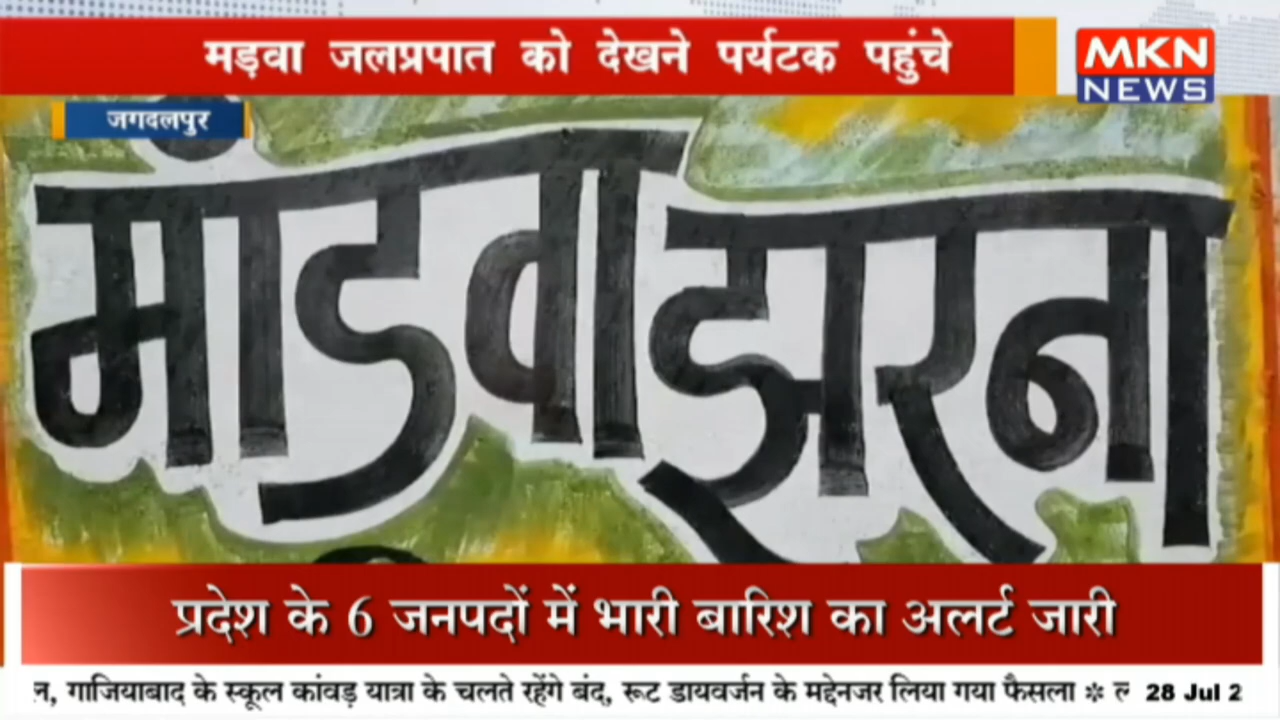 मड़वा जलप्रपात को देखने पर्यटक पहुंचे
MKN
NEWS
जगदलपुर
मांडवा झरना
प्रदेश के 6 जनपदों में भारी बारिश का अलर्ट जारी
गाजियाबाद के स्कूल कांवड़ यात्रा के चलते रहेंगे बंद, रूट डायवर्जन के मद्देनजर लिया गया फैसला ❈ 28 Jul 2